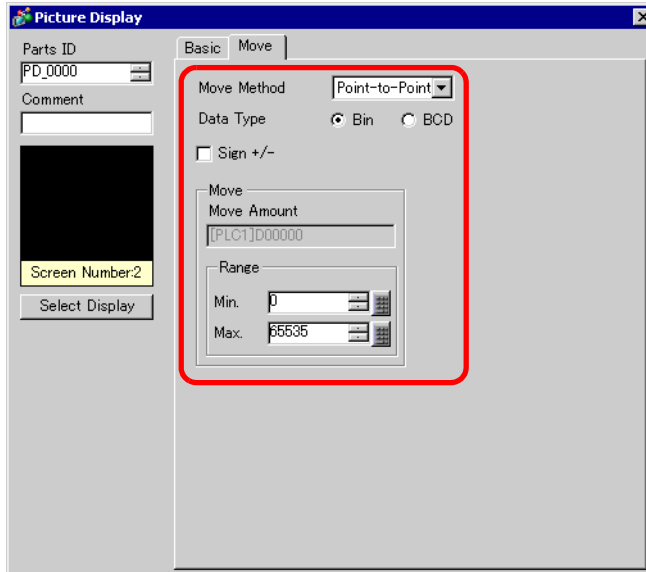 Picture Display
Parts ID
PD_0000
Comment
Screen Number:2
Select Display
Basic Move
Move Method Point-to-Point
Data Type Bin BCD
Sign +/-
Move
Move Amount
[PLC1]D00000
Range
Min. 0
Max. 65535